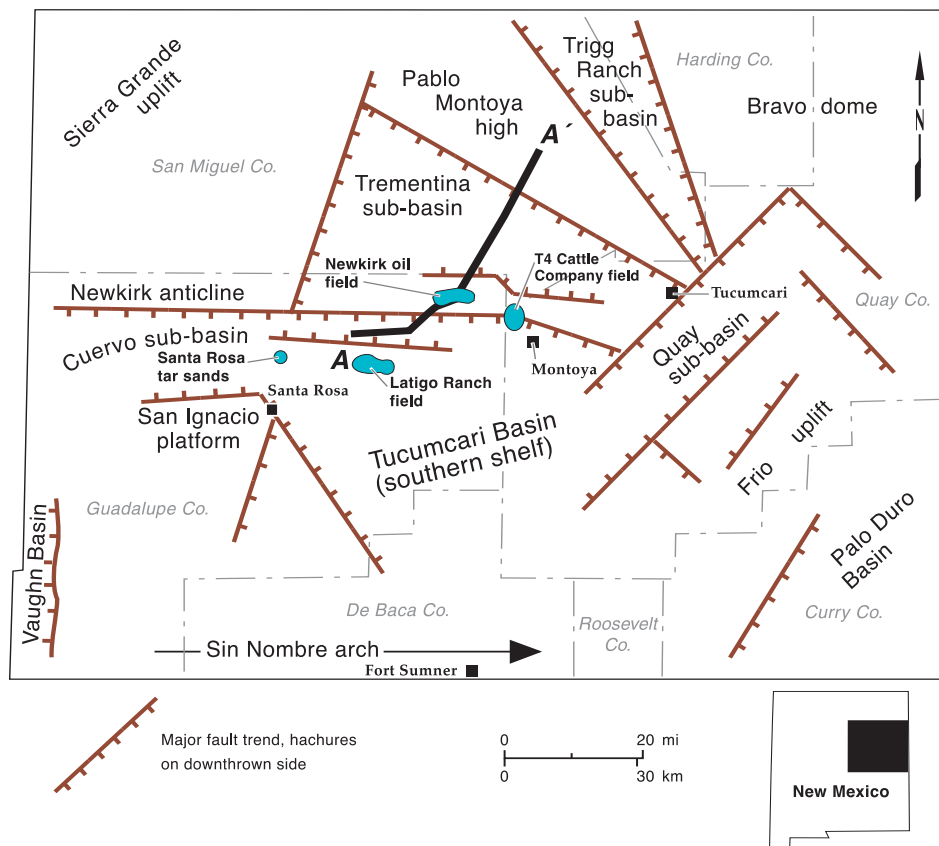 Sierra Grande
uplift
San Miguel Co.
Pablo
Montoya
high
A´
Trigg
Ranch
sub-
basin
Harding Co.
Bravo dome
N
Trementina
sub-basin
Newkirk oil
field
T4 Cattle
Company field
Tucumcari
Quay Co.
Newkirk anticline
Cuervo sub-basin
Santa Rosa
tar sands
A
Latigo Ranch
field
Montoya
Quay
sub-basin
Santa Rosa
San Ignacio
platform
Tucumcari Basin
(southern shelf)
Frio
uplift
Guadalupe Co.
Vaughn Basin
Palo Duro
Basin
De Baca Co.
Roosevelt
Co.
Curry Co.
Sin Nombre arch
Fort Sumner
Major fault trend, hachures
on downthrown side
0 20 mi
0 30 km
New Mexico